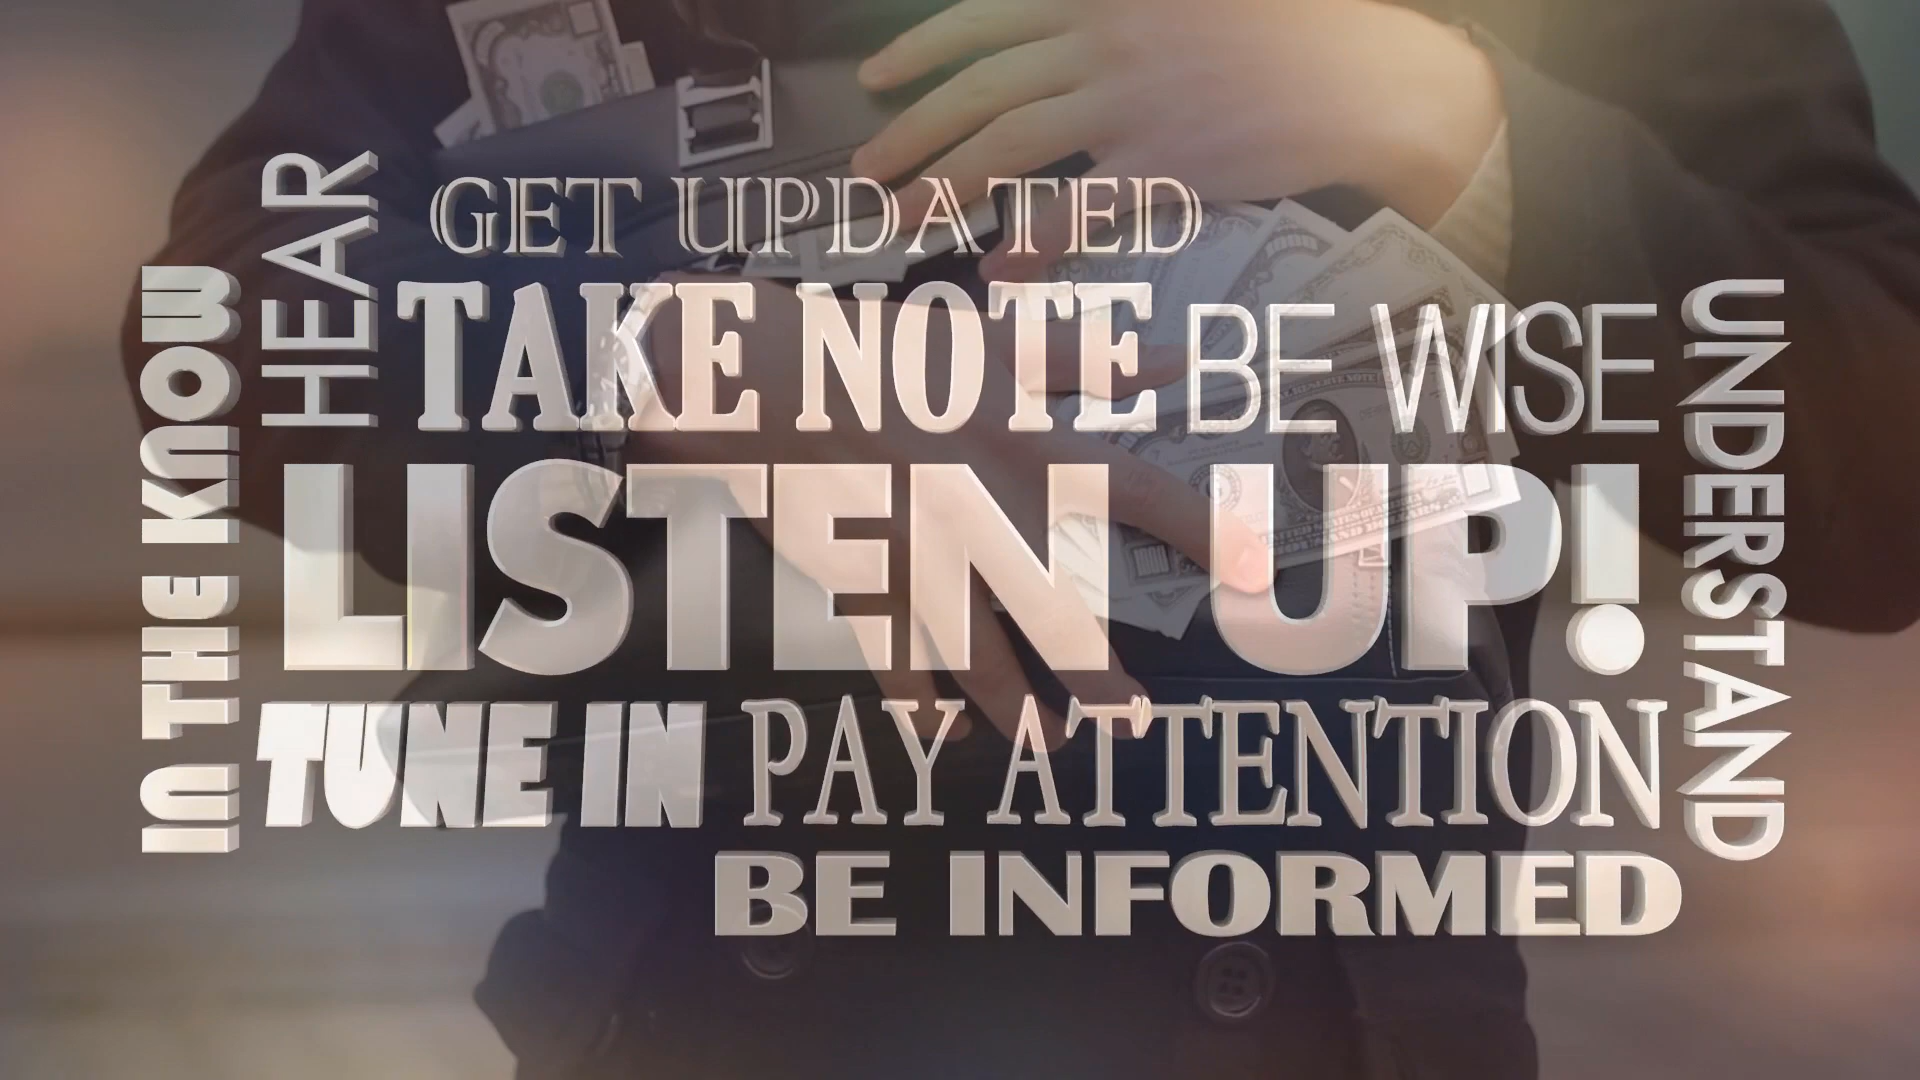 IN THE KNOW
HEAR
GET UPDATED
TAKE NOTE
BE WISE
LISTEN UP!
TUNE IN
PAY ATTENTION
BE INFORMED
UNDERSTAND